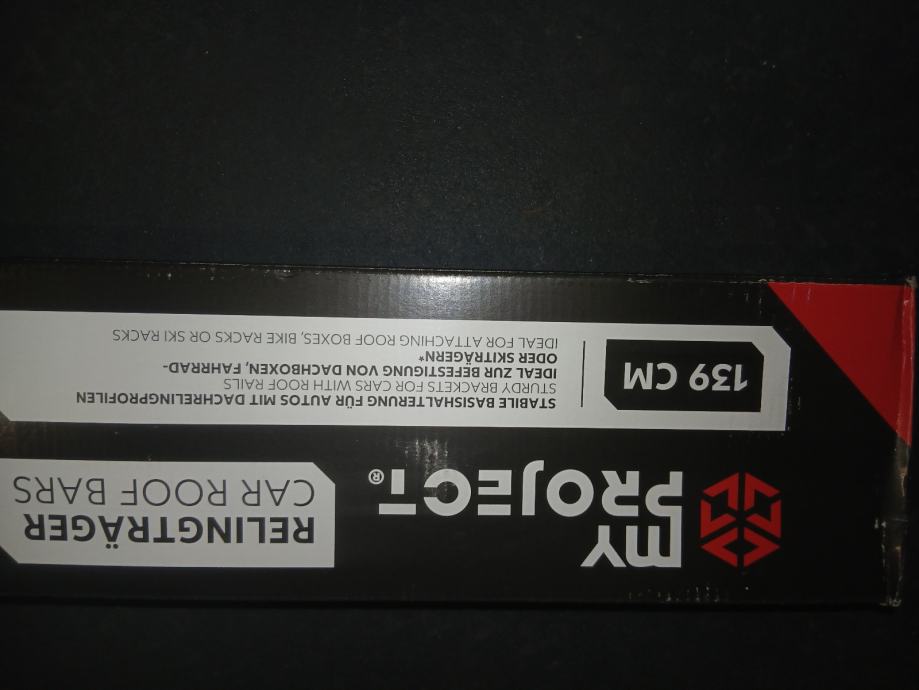 MY
PROJECT®
RELINGTRÄGER
CAR ROOF BARS
139 CM
STABILE BASISHALTERUNG FÜR AUTOS MIT DACHRELINGPROFILEN
STURDY BRACKETS FOR CARS WITH ROOF RAILS
IDEAL ZUR BEFESTIGUNG VON DACHBOXEN, FAHRRAD-
ODER SKITRÄGERN*
IDEAL FOR ATTACHING ROOF BOXES, BIKE RACKS OR SKI RACKS